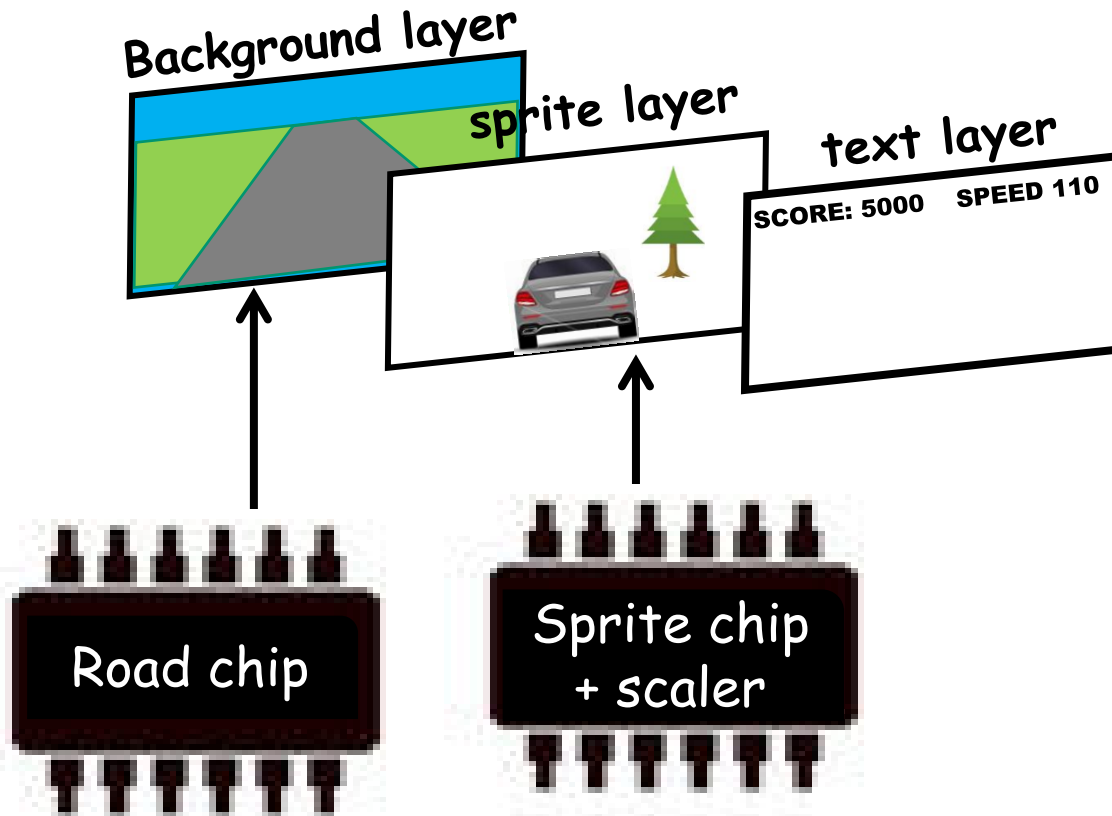 Background layer
sprite layer
text layer
SCORE: 5000 SPEED 110
Road chip
Sprite chip
+ scaler